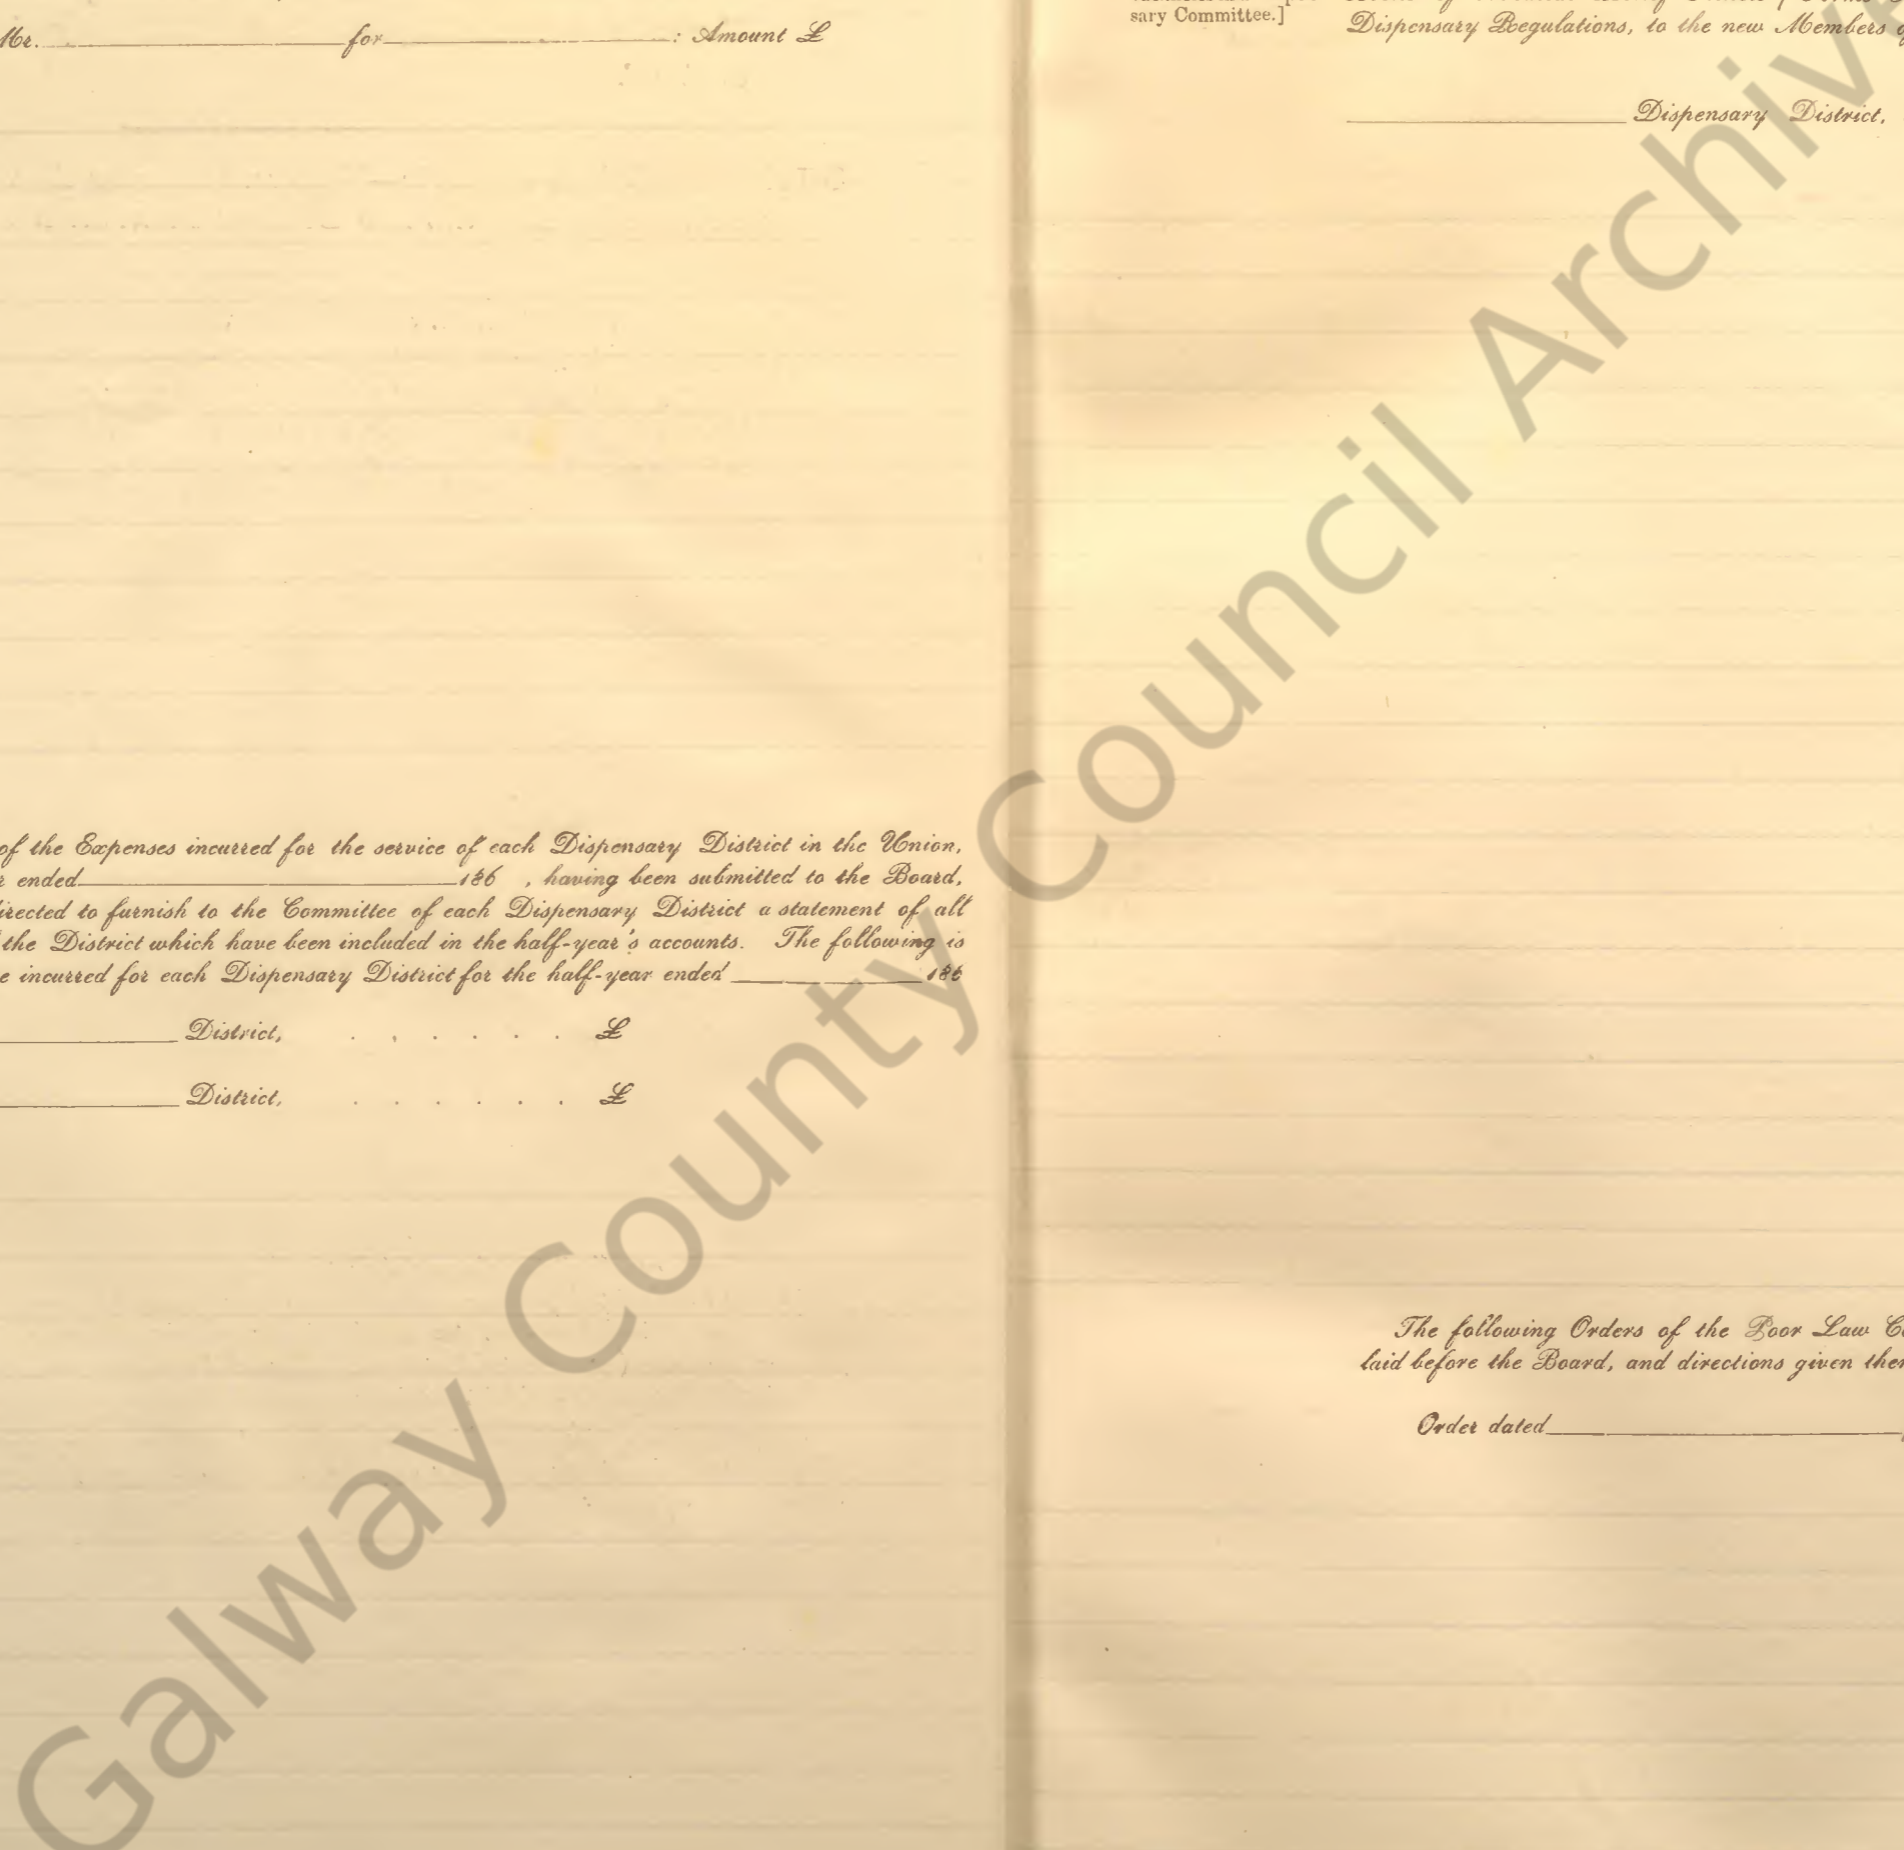 Mr. for : Amount £
of the Expenses incurred for the service of each Dispensary District in the Union,
ended 186 , having been submitted to the Board,
directed to furnish to the Committee of each Dispensary District a statement of all
the District which have been included in the half-year's accounts. The following is
incurred for each Dispensary District for the half-year ended 186
District, . . . . . . £
District, . . . . . . £
sary Committee.]
Dispensary Regulations, to the new Members
Dispensary District,
The following Orders of the Poor Law
laid before the Board, and directions given
Order dated
Galway County Council Archive